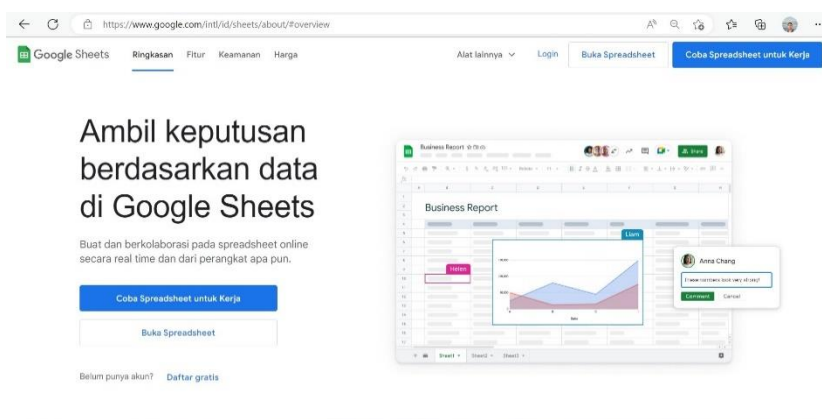 https://www.google.com/intl/id/sheets/about/#overview
Google Sheets Ringkasan Fitur Keamanan Harga Alat lainnya Login Buka Spreadsheet Coba Spreadsheet untuk Kerja
Ambil keputusan
berdasarkan data
di Google Sheets
Buat dan berkolaborasi pada spreadsheet online
secara real time dan dari perangkat apa pun.
Coba Spreadsheet untuk Kerja
Buka Spreadsheet
Belum punya akun? Daftar gratis
Business Report
Share
Business Report
Liam
Helen
Anna Chang
Comment Cancel
Sheet1 Sheet2 Sheet3